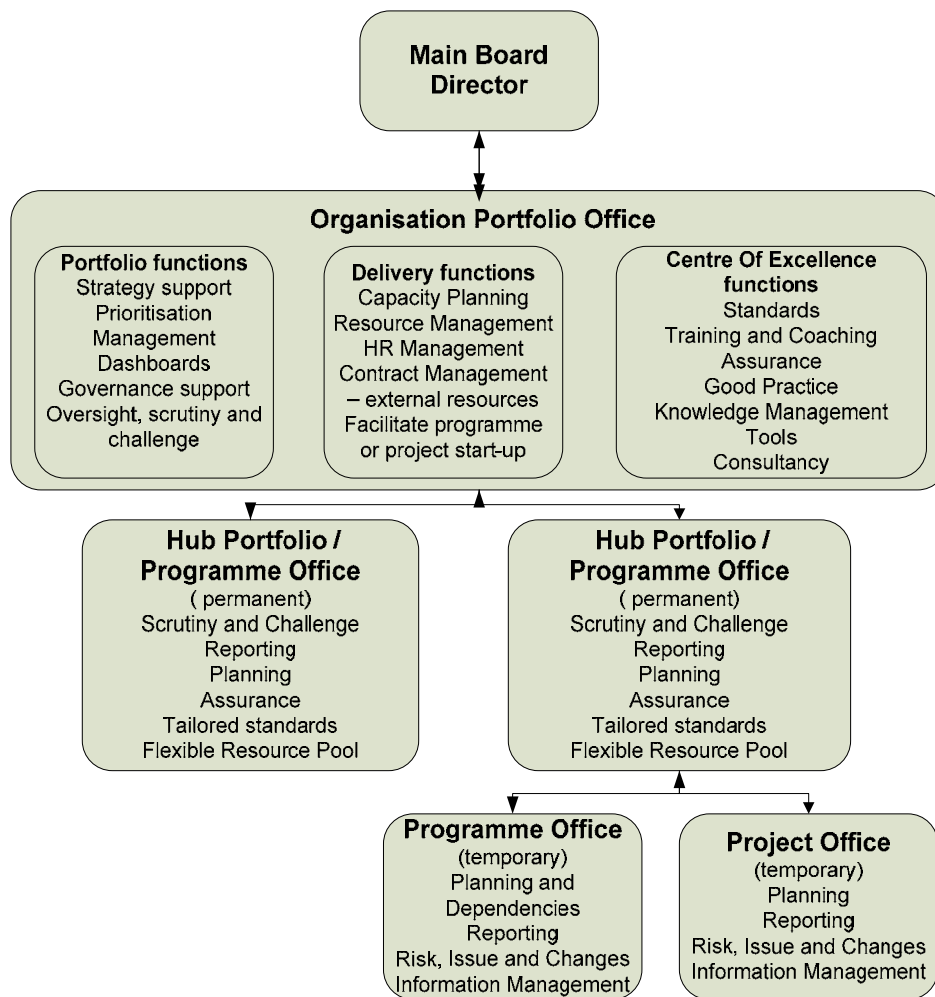 Main Board
Director
Organisation Portfolio Office
Portfolio functions
Strategy support
Prioritisation
Management
Dashboards
Governance support
Oversight, scrutiny and
challenge
Delivery functions
Capacity Planning
Resource Management
HR Management
Contract Management
– external resources
Facilitate programme
or project start-up
Centre Of Excellence
functions
Standards
Training and Coaching
Assurance
Good Practice
Knowledge Management
Tools
Consultancy
Hub Portfolio /
Programme Office
( permanent)
Scrutiny and Challenge
Reporting
Planning
Assurance
Tailored standards
Flexible Resource Pool
Hub Portfolio /
Programme Office
( permanent)
Scrutiny and Challenge
Reporting
Planning
Assurance
Tailored standards
Flexible Resource Pool
Programme Office
(temporary)
Planning and
Dependencies
Reporting
Risk, Issue and Changes
Information Management
Project Office
(temporary)
Planning
Reporting
Risk, Issue and Changes
Information Management